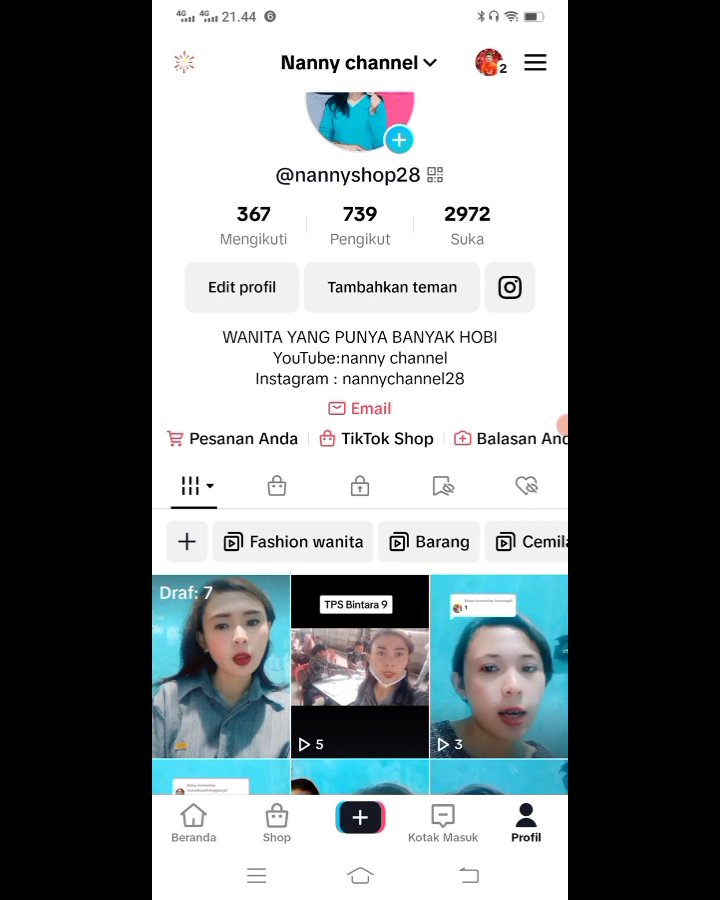 4G 4G 21.44 6
Nanny channel
2
@nannyshop28
367 739 2972
Mengikuti Pengikut Suka
Edit profil Tambahkan teman
WANITA YANG PUNYA BANYAK HOBI
YouTube:nanny channel
Instagram : nannychannel28
Email
Pesanan Anda TikTok Shop Balasan And
Fashion wanita Barang Cemila
Draf: 7
TPS Bintara 9
1
5 3
Beranda Shop Kotak Masuk Profil